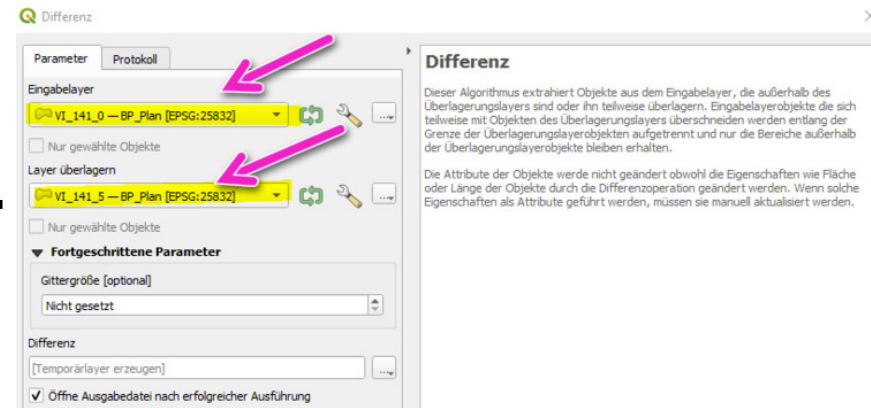 Differenz
Parameter
Protokoll
Eingabelayer
VI_141_0 — BP_Plan [EPSG:25832]
...
Nur gewählte Objekte
Layer überlagern
VI_141_5 — BP_Plan [EPSG:25832]
...
Nur gewählte Objekte
Fortgeschrittene Parameter
Gittergröße [optional]
Nicht gesetzt
Differenz
[Temporärlayer erzeugen]
...
Öffne Ausgabedatei nach erfolgreicher Ausführung
Differenz
Dieser Algorithmus extrahiert Objekte aus dem Eingabelayer, die außerhalb des
Überlagerungslayers sind oder ihn teilweise überlagern. Eingabelayerobjekte die sich
teilweise mit Objekten des Überlagerungslayers überschneiden werden entlang der
Grenze der Überlagerungslayerobjekten aufgetrennt und nur die Bereiche außerhalb
der Überlagerungslayerobjekte bleiben erhalten.
Die Attribute der Objekte werde nicht geändert obwohl die Eigenschaften wie Fläche
oder Länge der Objekte durch die Differenzoperation geändert werden. Wenn solche
Eigenschaften als Attribute geführt werden, müssen sie manuell aktualisiert werden.